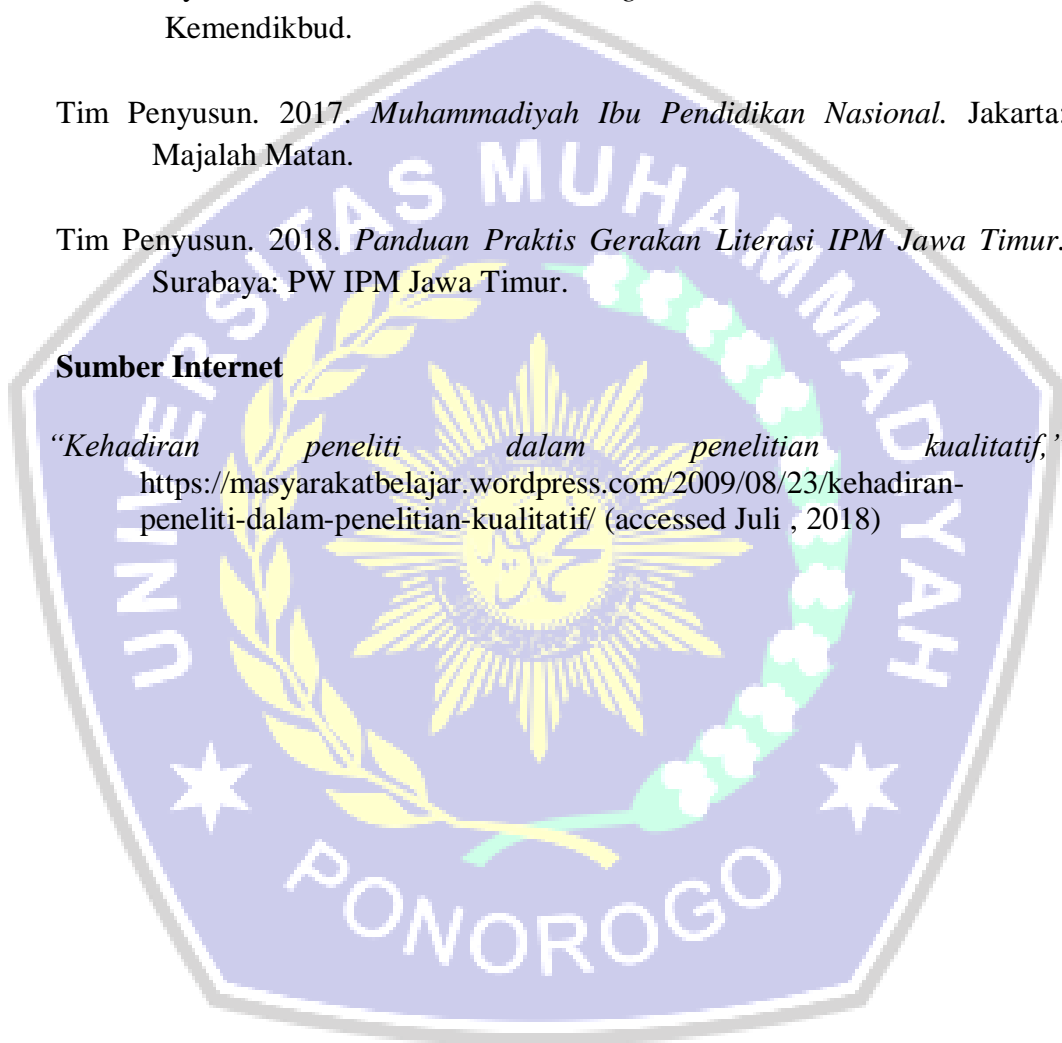 Kemendikbud.
Tim Penyusun. 2017. Muhammadiyah Ibu Pendidikan Nasional. Jakarta:
Majalah Matan.
Tim Penyusun. 2018. Panduan Praktis Gerakan Literasi IPM Jawa Timur.
Surabaya: PW IPM Jawa Timur.
Sumber Internet
“Kehadiran peneliti dalam penelitian kualitatif,”
https://masyarakatbelajar.wordpress.com/2009/08/23/kehadiran-
peneliti-dalam-penelitian-kualitatif/ (accessed Juli , 2018)
UNIVERSITAS MUHAMMADIYAH
PONOROGO